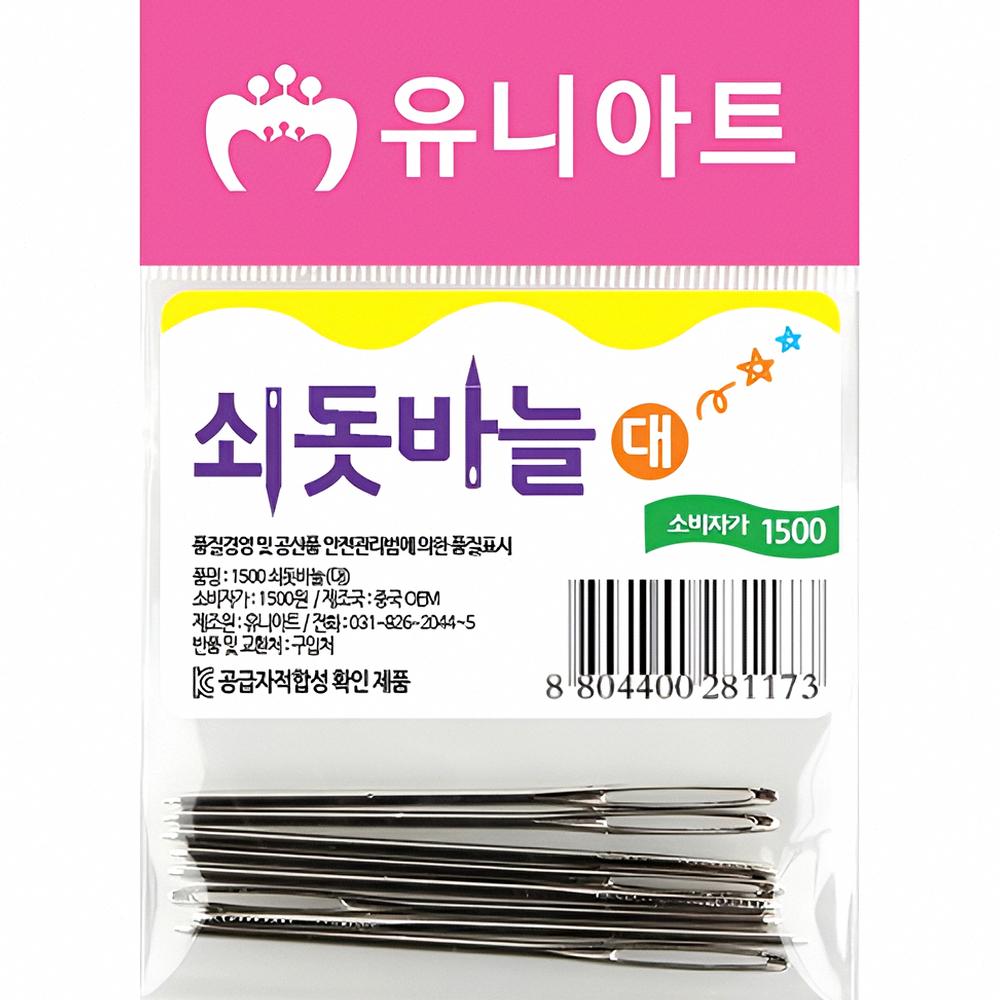 유니아트
쇠돗바늘 대
소비자가 1500
품질경영 및 공산품 안전관리법에 의한 품질표시
품명 : 1500 쇠돗바늘(대)
소비자가 : 1500원 / 제조국 : 중국 OEM
제조원 : 유니아트 / 전화 : 031-826-2044~5
반품 및 교환처 : 구입처
공급자적합성 확인 제품
8 804400 281173